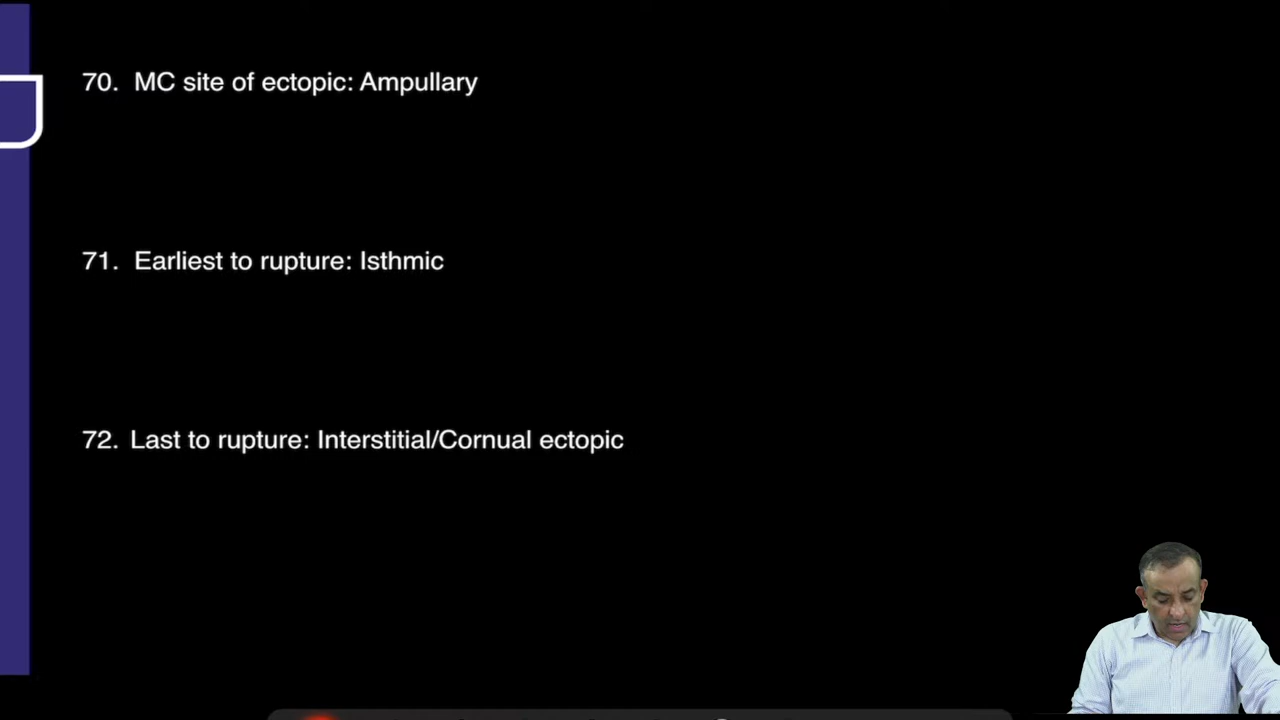 70. MC site of ectopic: Ampullary
71. Earliest to rupture: Isthmic
72. Last to rupture: Interstitial/Cornual ectopic